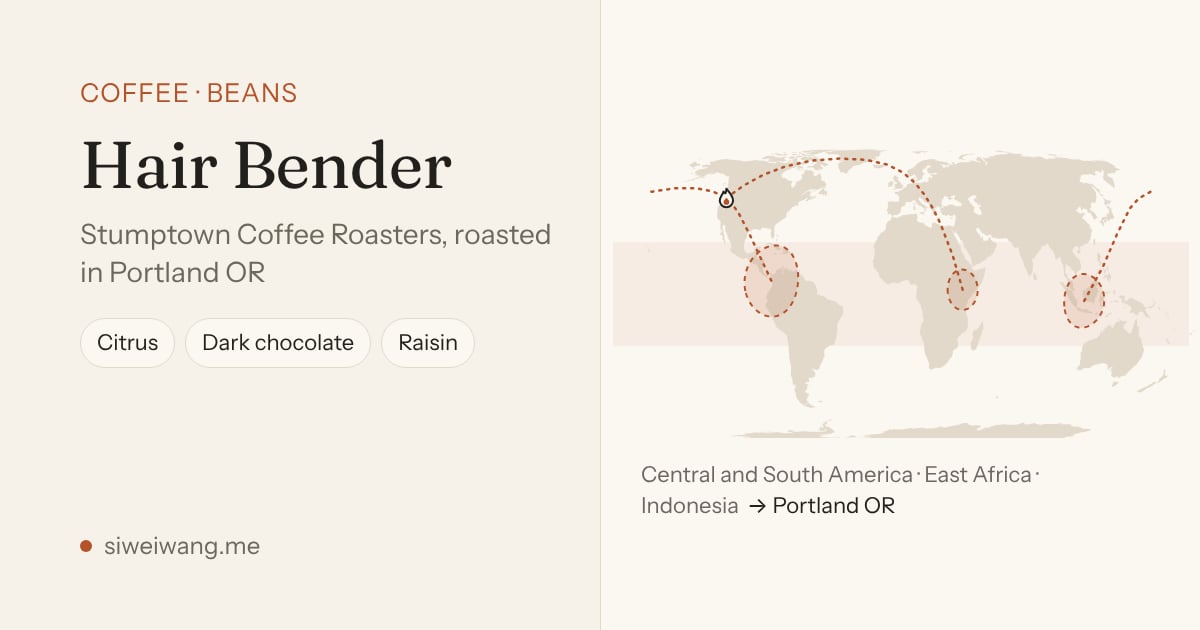 COFFEE · BEANS
Hair Bender
Stumptown Coffee Roasters, roasted
in Portland OR
Citrus
Dark chocolate
Raisin
siweiwang.me
Central and South America · East Africa ·
Indonesia → Portland OR